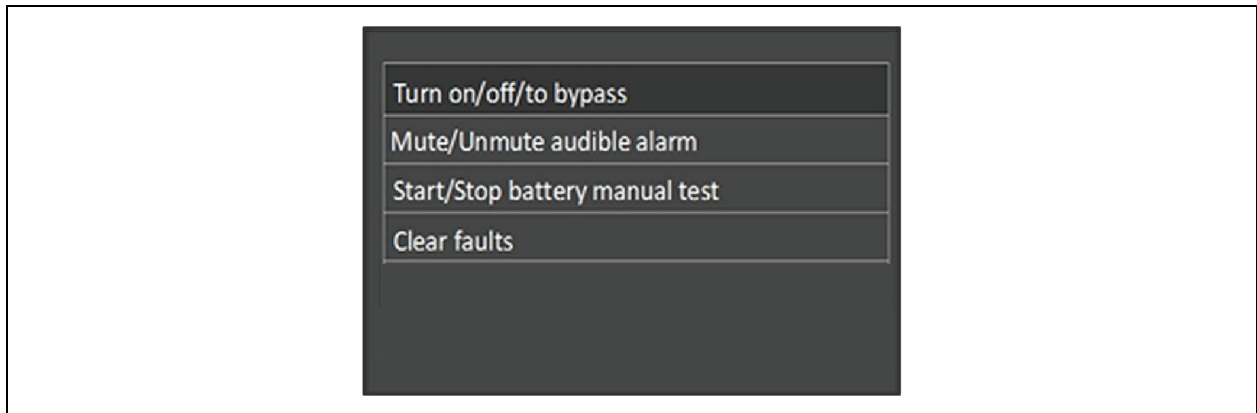 Turn on/off/to bypass
Mute/Unmute audible alarm
Start/Stop battery manual test
Clear faults